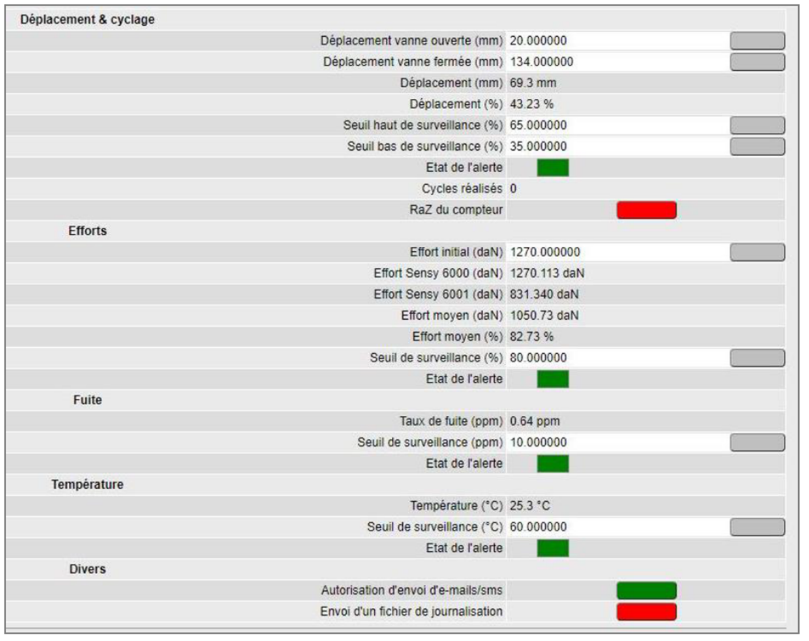 Déplacement & cyclage
Déplacement vanne ouverte (mm) 20.000000
Déplacement vanne fermée (mm) 134.000000
Déplacement (mm) 69.3 mm
Déplacement (%) 43.23 %
Seuil haut de surveillance (%) 65.000000
Seuil bas de surveillance (%) 35.000000
Etat de l'alerte
Cycles réalisés 0
RaZ du compteur
Efforts
Effort initial (daN) 1270.000000
Effort Sensy 6000 (daN) 1270.113 daN
Effort Sensy 6001 (daN) 831.340 daN
Effort moyen (daN) 1050.73 daN
Effort moyen (%) 82.73 %
Seuil de surveillance (%) 80.000000
Etat de l'alerte
Fuite
Taux de fuite (ppm) 0.64 ppm
Seuil de surveillance (ppm) 10.000000
Etat de l'alerte
Température
Température (°C) 25.3 °C
Seuil de surveillance (°C) 60.000000
Etat de l'alerte
Divers
Autorisation d'envoi d'e-mails/sms
Envoi d'un fichier de journalisation